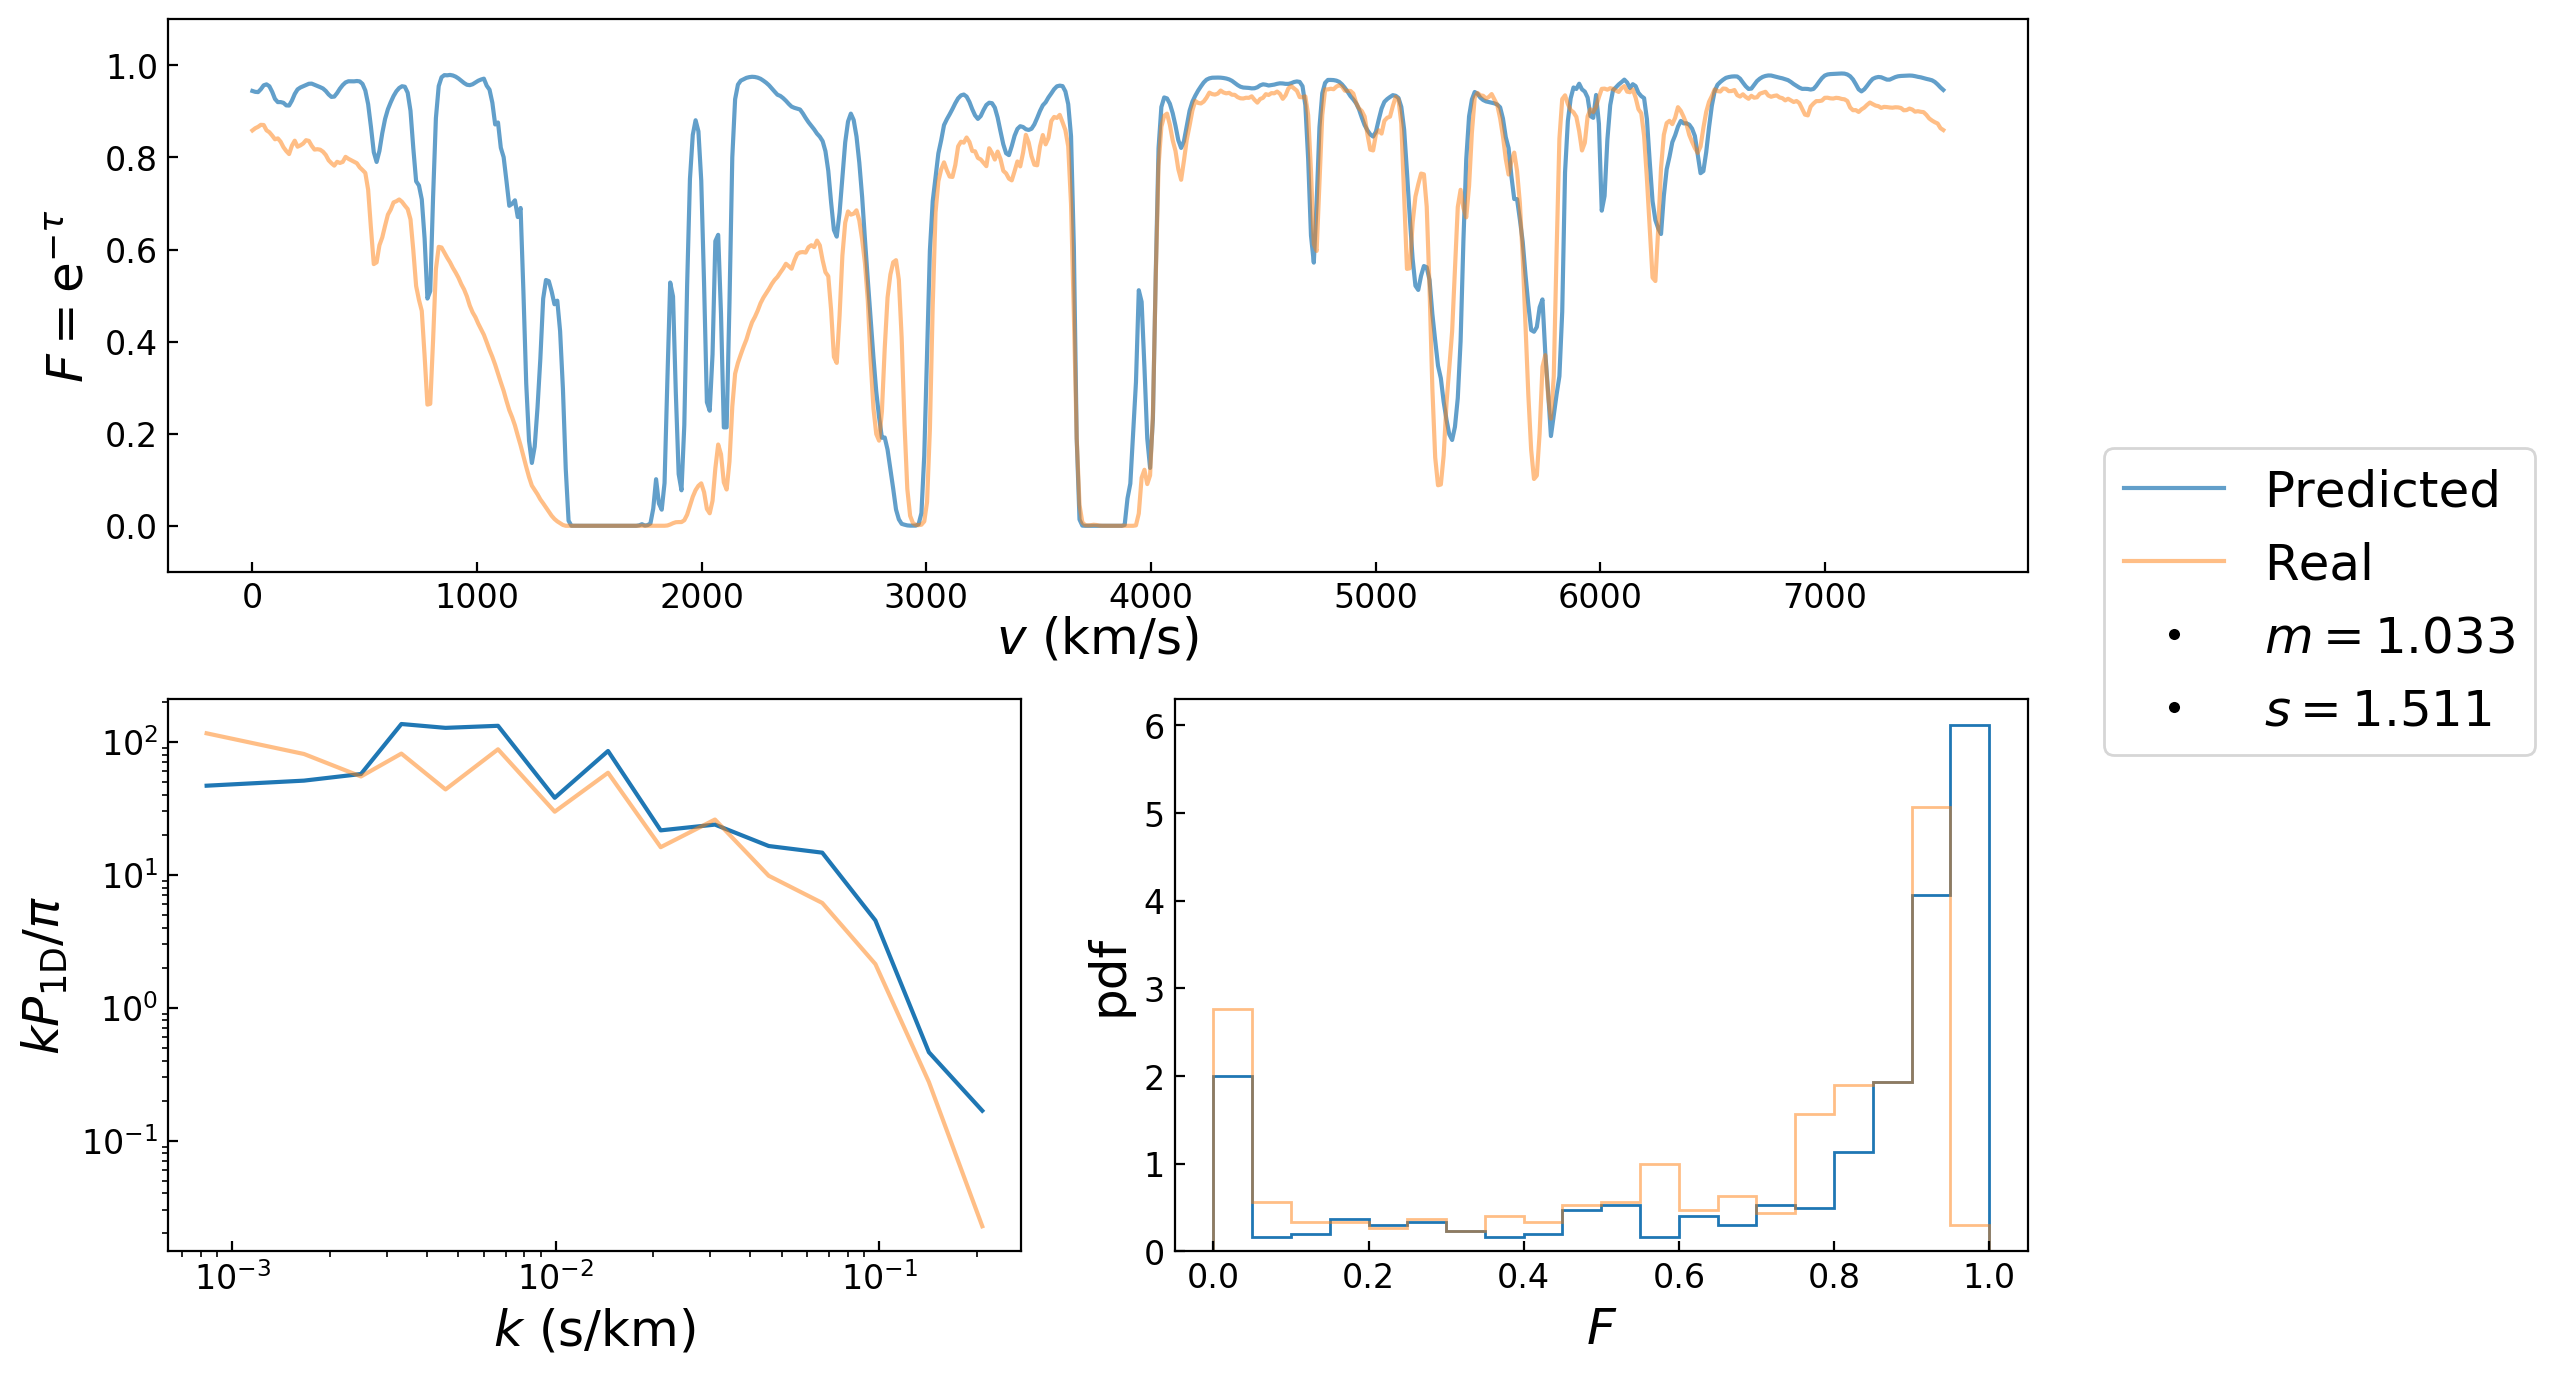 1.0
0.8
0.6
0.4
0.2
0.0
F = e^{−τ}
0 1000 2000 3000 4000 5000 6000 7000
v (km/s)
Predicted
Real
m = 1.033
s = 1.511
10^2
10^1
10^0
10^{−1}
kP_{1D}/π
10^{−3} 10^{−2} 10^{−1}
k (s/km)
6
5
4
3
2
1
0
pdf
0.0 0.2 0.4 0.6 0.8 1.0
F